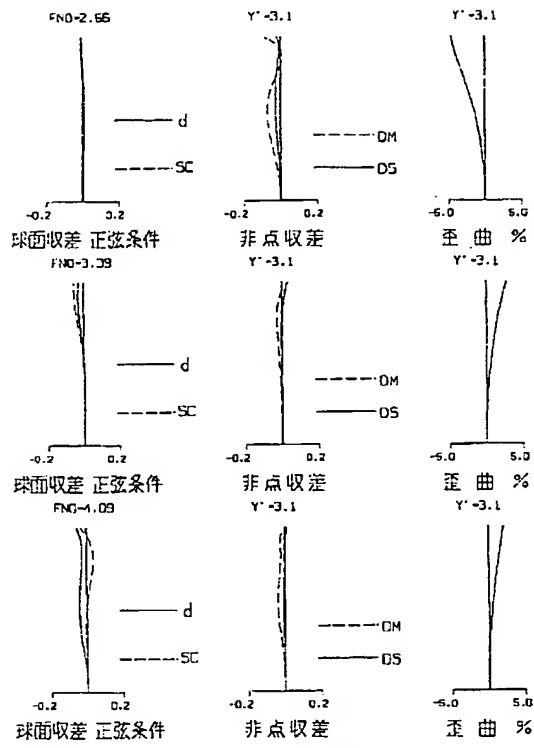 FNO-2.66 Y'-3.1 Y'-3.1
d
SC
DM
DS
-0.2 0.2 -0.2 0.2 -5.0 5.0
球面収差 正弦条件 非点収差 歪曲 %
FNO-3.39 Y'-3.1 Y'-3.1
d
SC
DM
DS
-0.2 0.2 -0.2 0.2 -5.0 5.0
球面収差 正弦条件 非点収差 歪曲 %
FNO-4.09 Y'-3.1 Y'-3.1
d
SC
DM
DS
-0.2 0.2 -0.2 0.2 -5.0 5.0
球面収差 正弦条件 非点収差 歪曲 %